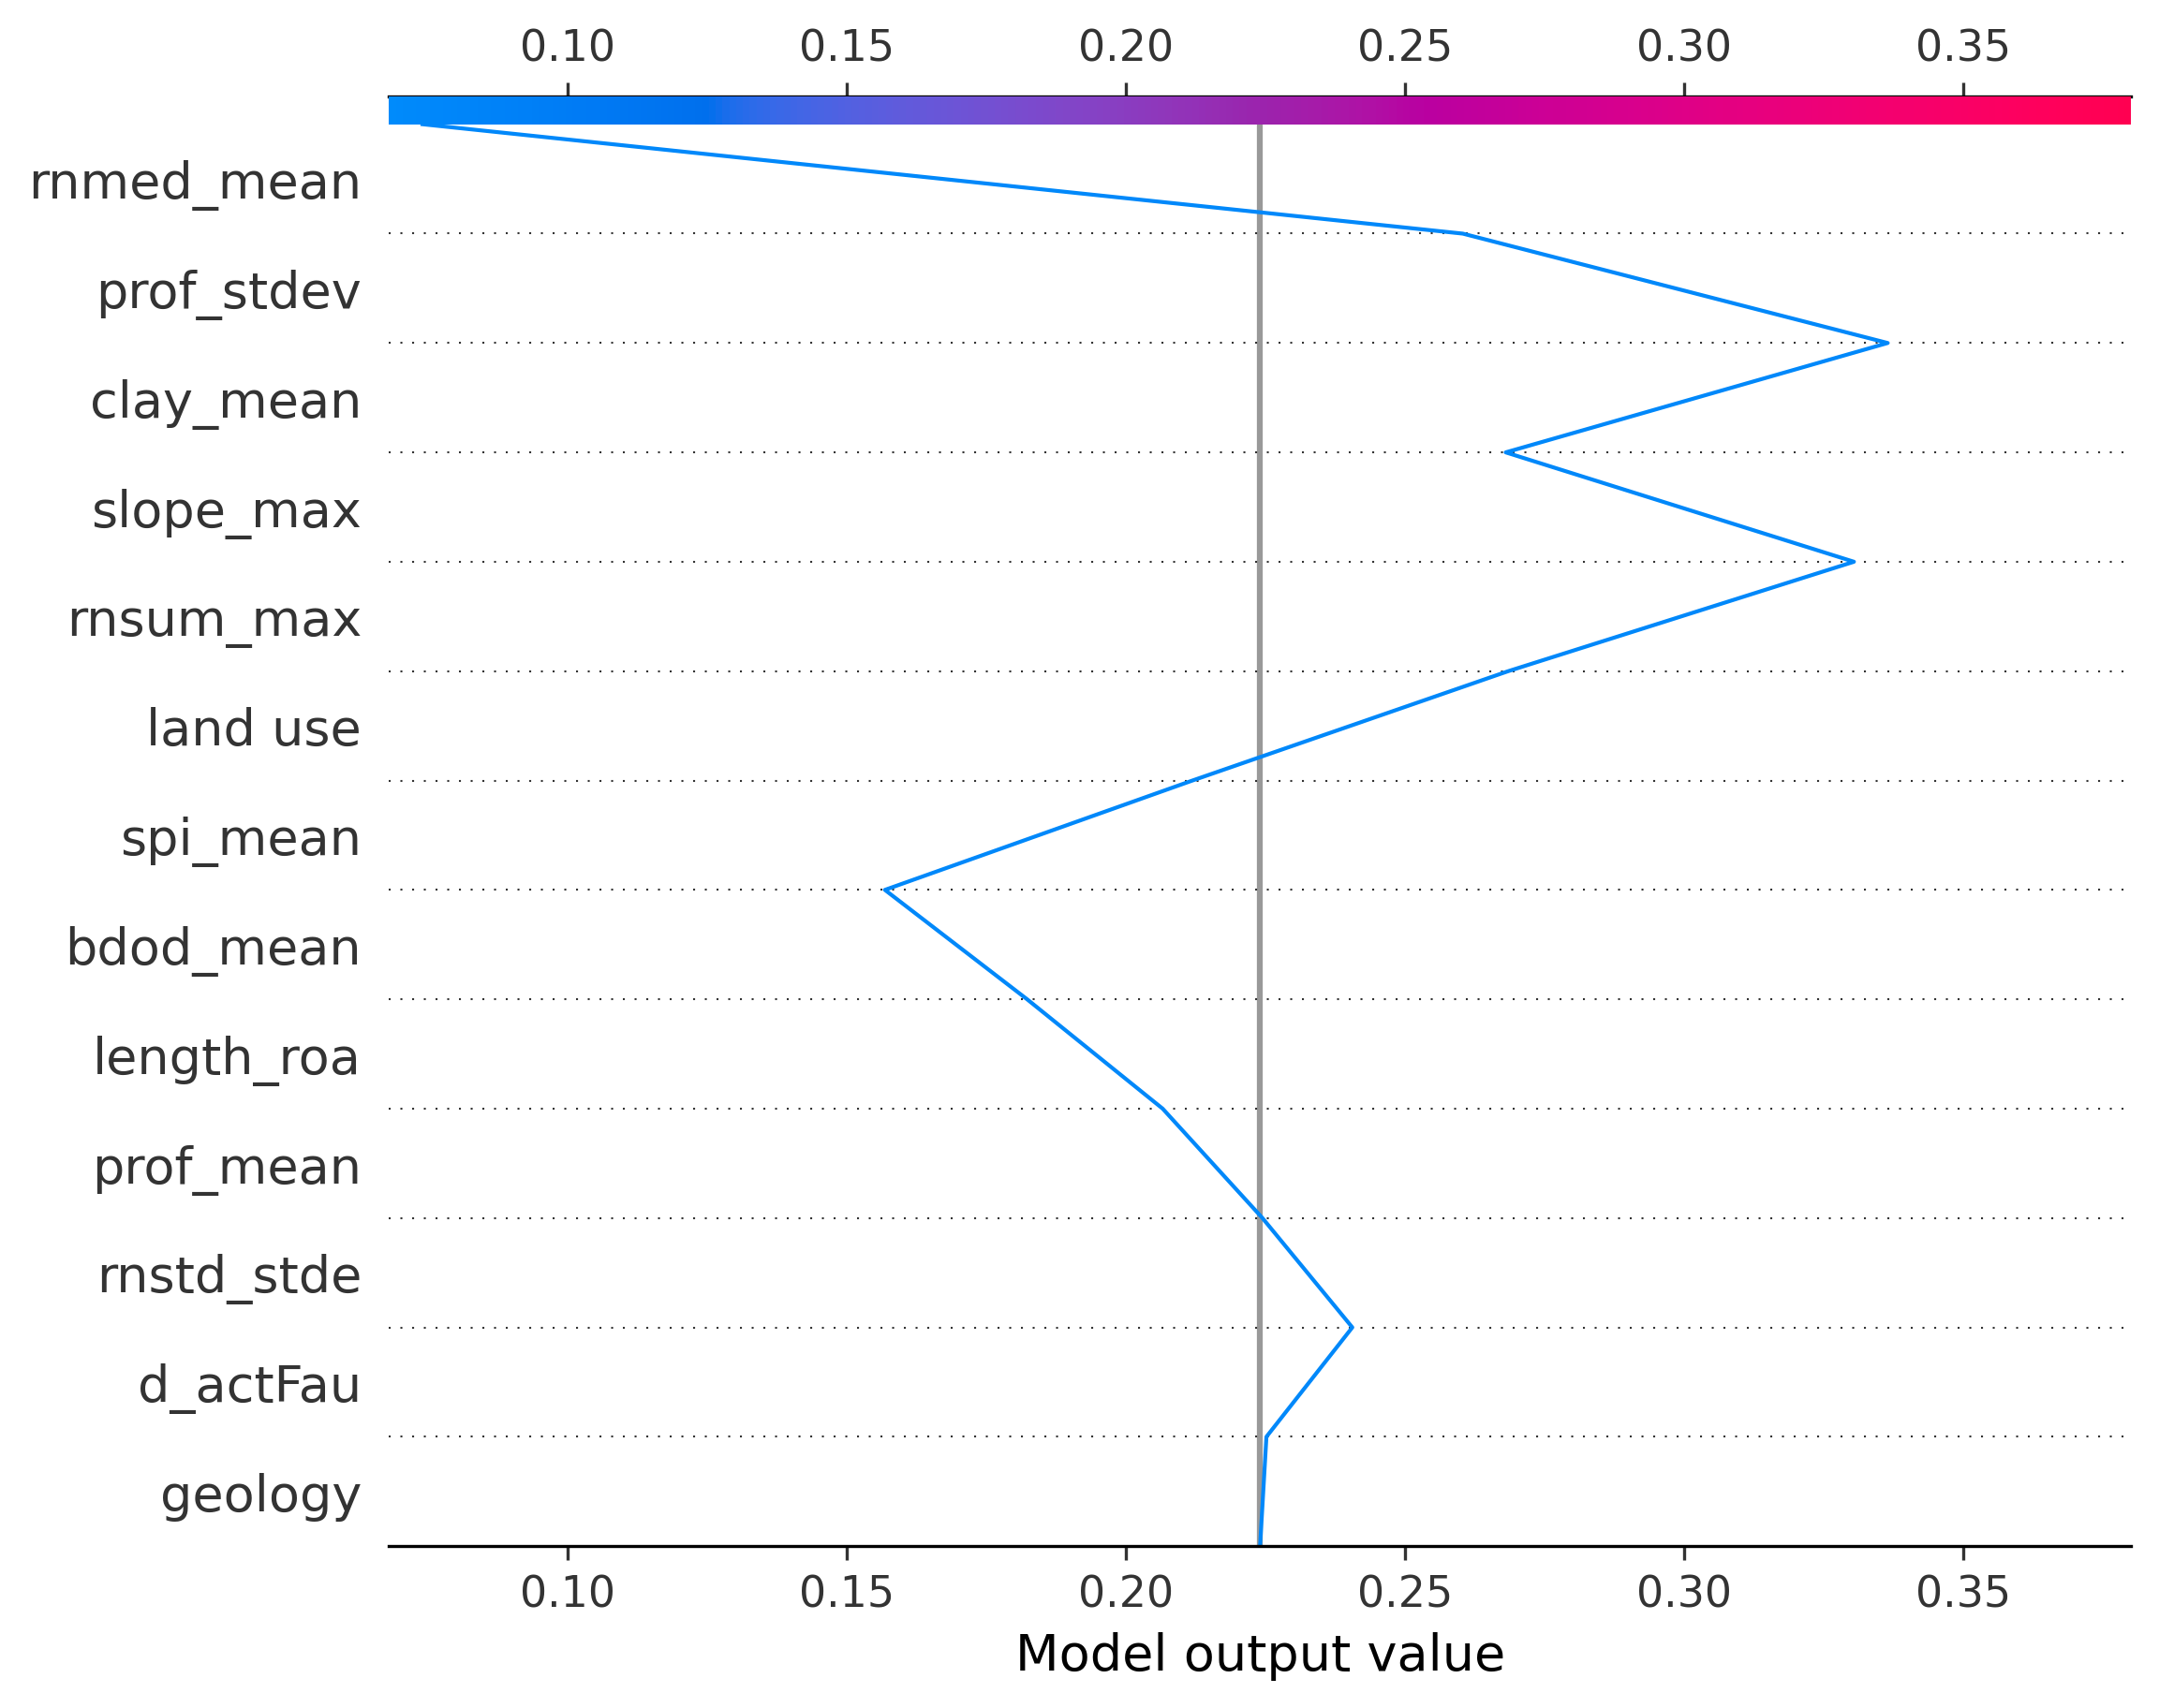 0.10 0.15 0.20 0.25 0.30 0.35
rnmed_mean
prof_stdev
clay_mean
slope_max
rnsum_max
land use
spi_mean
bdod_mean
length_roa
prof_mean
rnstd_stde
d_actFau
geology
0.10 0.15 0.20 0.25 0.30 0.35
Model output value